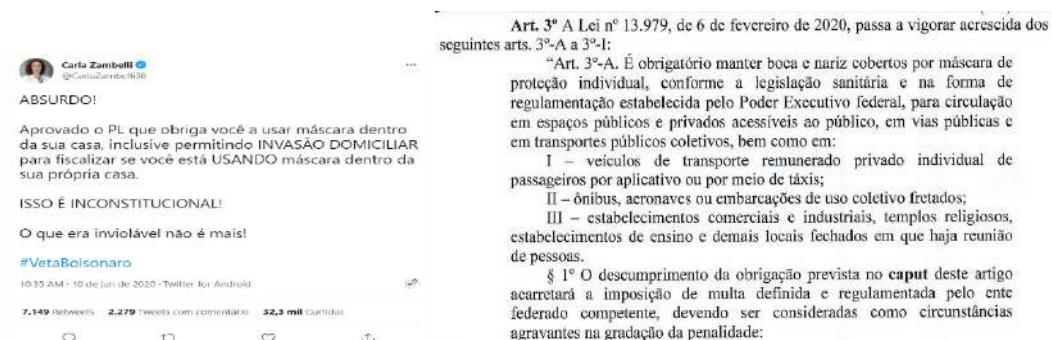 Carla Zambelli
@CarlaZambelli38
ABSURDO!
Aprovado o PL que obriga você a usar máscara dentro
da sua casa, inclusive permitindo INVASÃO DOMICILIAR
para fiscalizar se você está USANDO máscara dentro da
sua própria casa.
ISSO É INCONSTITUCIONAL!
O que era inviolável não é mais!
#VetaBolsonaro
10:35 AM · 10 de jun de 2020 · Twitter for Android
7.149 Retweets 2.279 Tweets com comentário 32,3 mil Curtidas
Art. 3º A Lei nº 13.979, de 6 de fevereiro de 2020, passa a vigorar acrescida dos
seguintes arts. 3º-A a 3º-I:
"Art. 3º-A. É obrigatório manter boca e nariz cobertos por máscara de
proteção individual, conforme a legislação sanitária e na forma de
regulamentação estabelecida pelo Poder Executivo federal, para circulação
em espaços públicos e privados acessíveis ao público, em vias públicas e
em transportes públicos coletivos, bem como em:
I – veículos de transporte remunerado privado individual de
passageiros por aplicativo ou por meio de táxis;
II – ônibus, aeronaves ou embarcações de uso coletivo fretados;
III – estabelecimentos comerciais e industriais, templos religiosos,
estabelecimentos de ensino e demais locais fechados em que haja reunião
de pessoas.
§ 1º O descumprimento da obrigação prevista no caput deste artigo
acarretará a imposição de multa definida e regulamentada pelo ente
federado competente, devendo ser consideradas como circunstâncias
agravantes na gradação da penalidade: